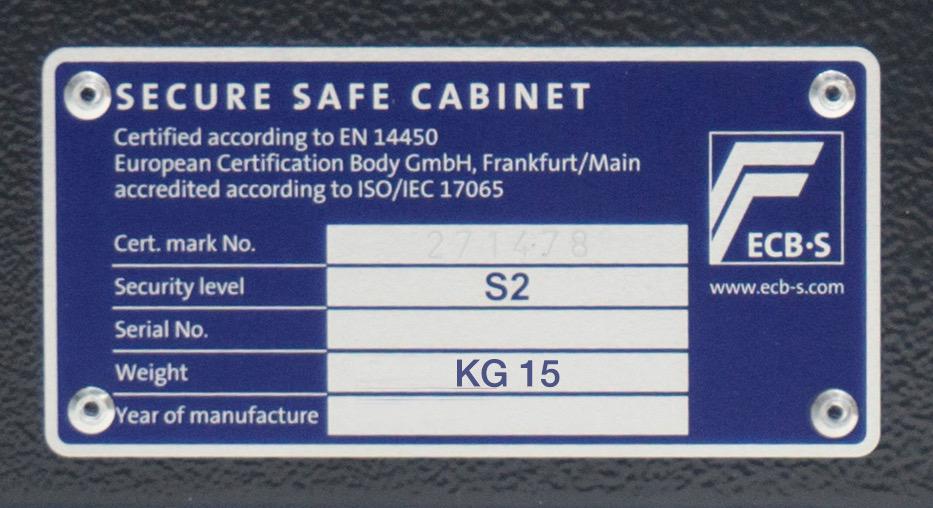 SECURE SAFE CABINET
Certified according to EN 14450
European Certification Body GmbH, Frankfurt/Main
accredited according to ISO/IEC 17065
ECB·S
www.ecb-s.com
Cert. mark No. 271478
Security level S2
Serial No.
Weight KG 15
Year of manufacture